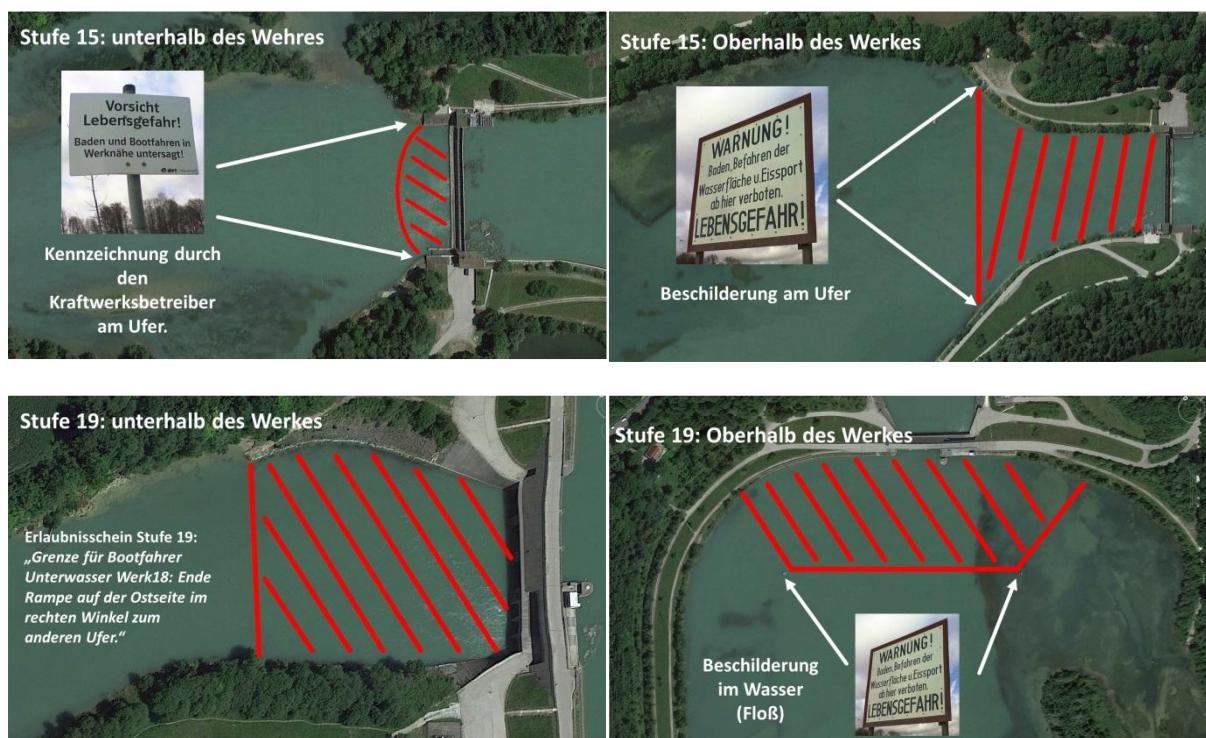 Stufe 15: unterhalb des Wehres
Vorsicht
Lebensgefahr!
Baden und Bootfahren in
Werknähe untersagt!
Kennzeichnung durch
den
Kraftwerksbetreiber
am Ufer.
Stufe 15: Oberhalb des Werkes
WARNUNG!
Baden, Befahren der
Wasserfläche u. Eissport
ab hier verboten.
LEBENSGEFAHR!
Beschilderung am Ufer
Stufe 19: unterhalb des Werkes
Erlaubnisschein Stufe 19:
„Grenze für Bootfahrer
Unterwasser Werk18: Ende
Rampe auf der Ostseite im
rechten Winkel zum
anderen Ufer.“
Stufe 19: Oberhalb des Werkes
Beschilderung
im Wasser
(Floß)
WARNUNG!
Baden, Befahren der
Wasserfläche u. Eissport
ab hier verboten.
LEBENSGEFAHR!